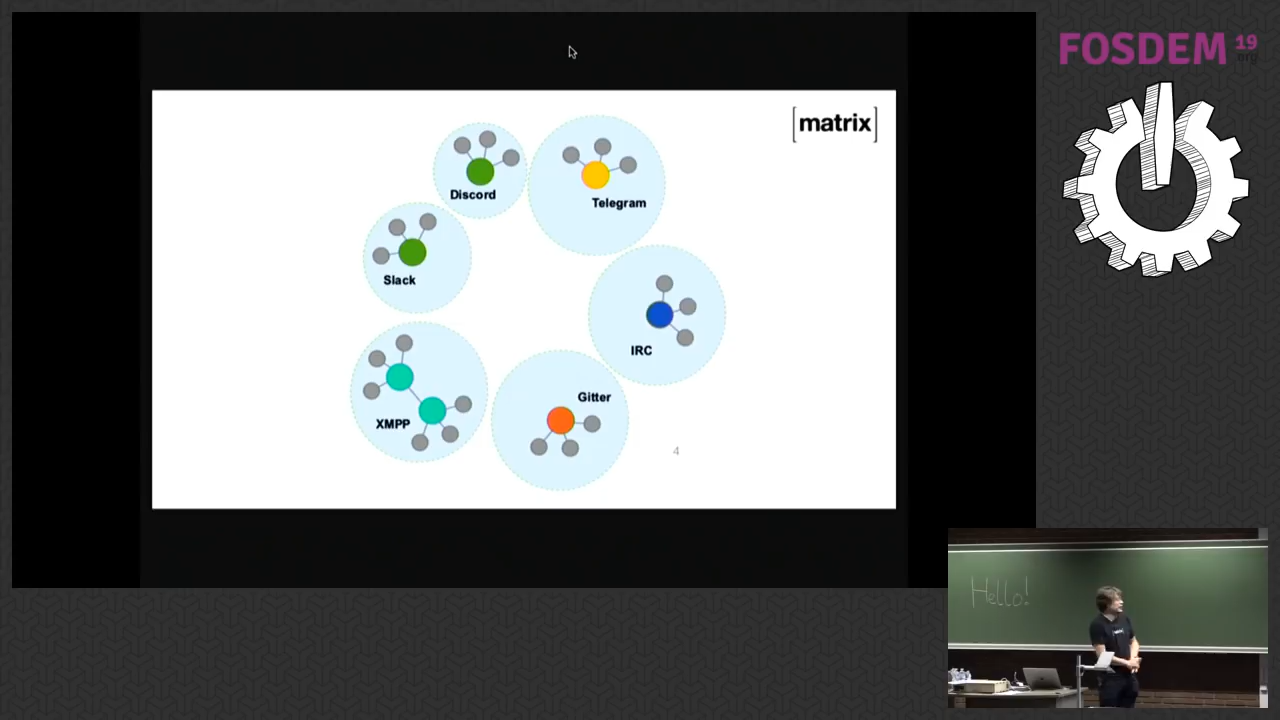 FOSDEM 19
.org
[matrix]
Discord
Telegram
Slack
IRC
Gitter
XMPP
4
Hello!